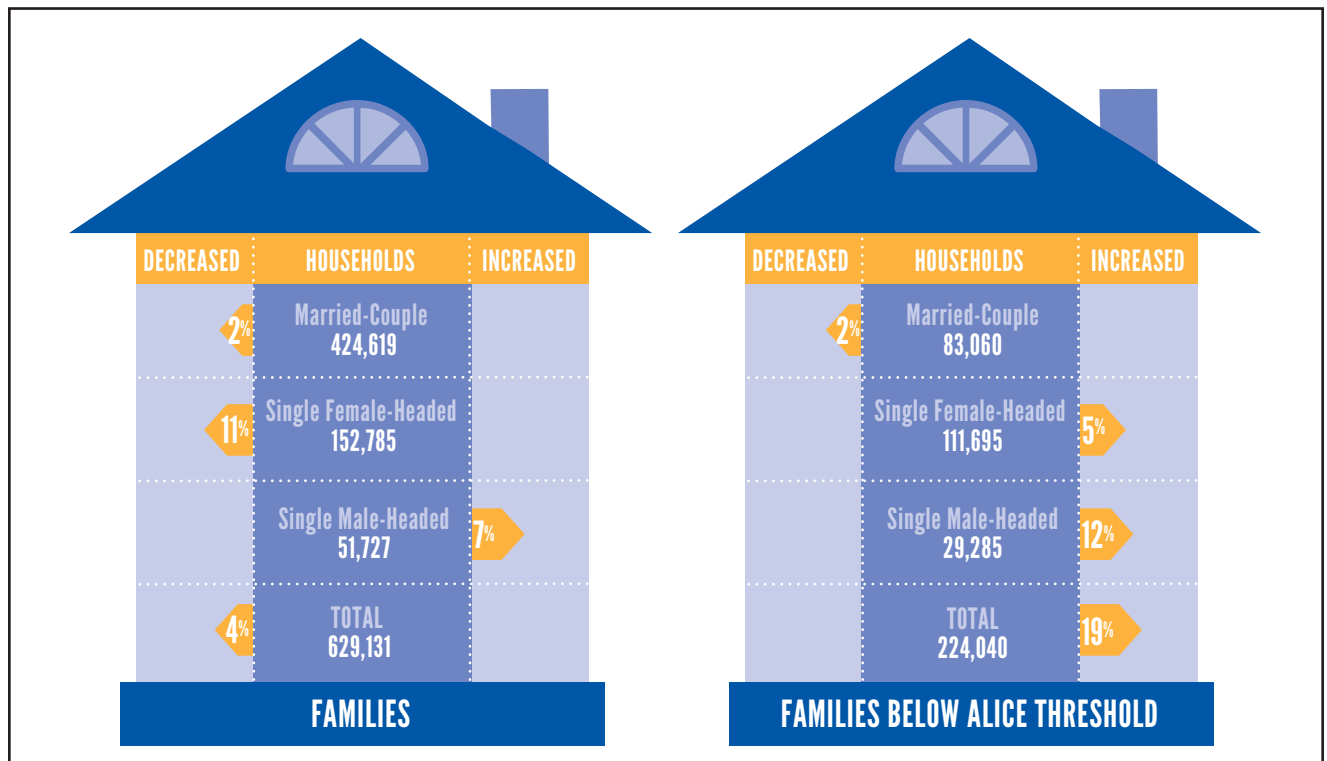 DECREASED HOUSEHOLDS INCREASED
2% Married-Couple
424,619
11% Single Female-Headed
152,785
Single Male-Headed 7%
51,727
4% TOTAL
629,131
FAMILIES
DECREASED HOUSEHOLDS INCREASED
2% Married-Couple
83,060
Single Female-Headed 5%
111,695
Single Male-Headed 12%
29,285
TOTAL 19%
224,040
FAMILIES BELOW ALICE THRESHOLD